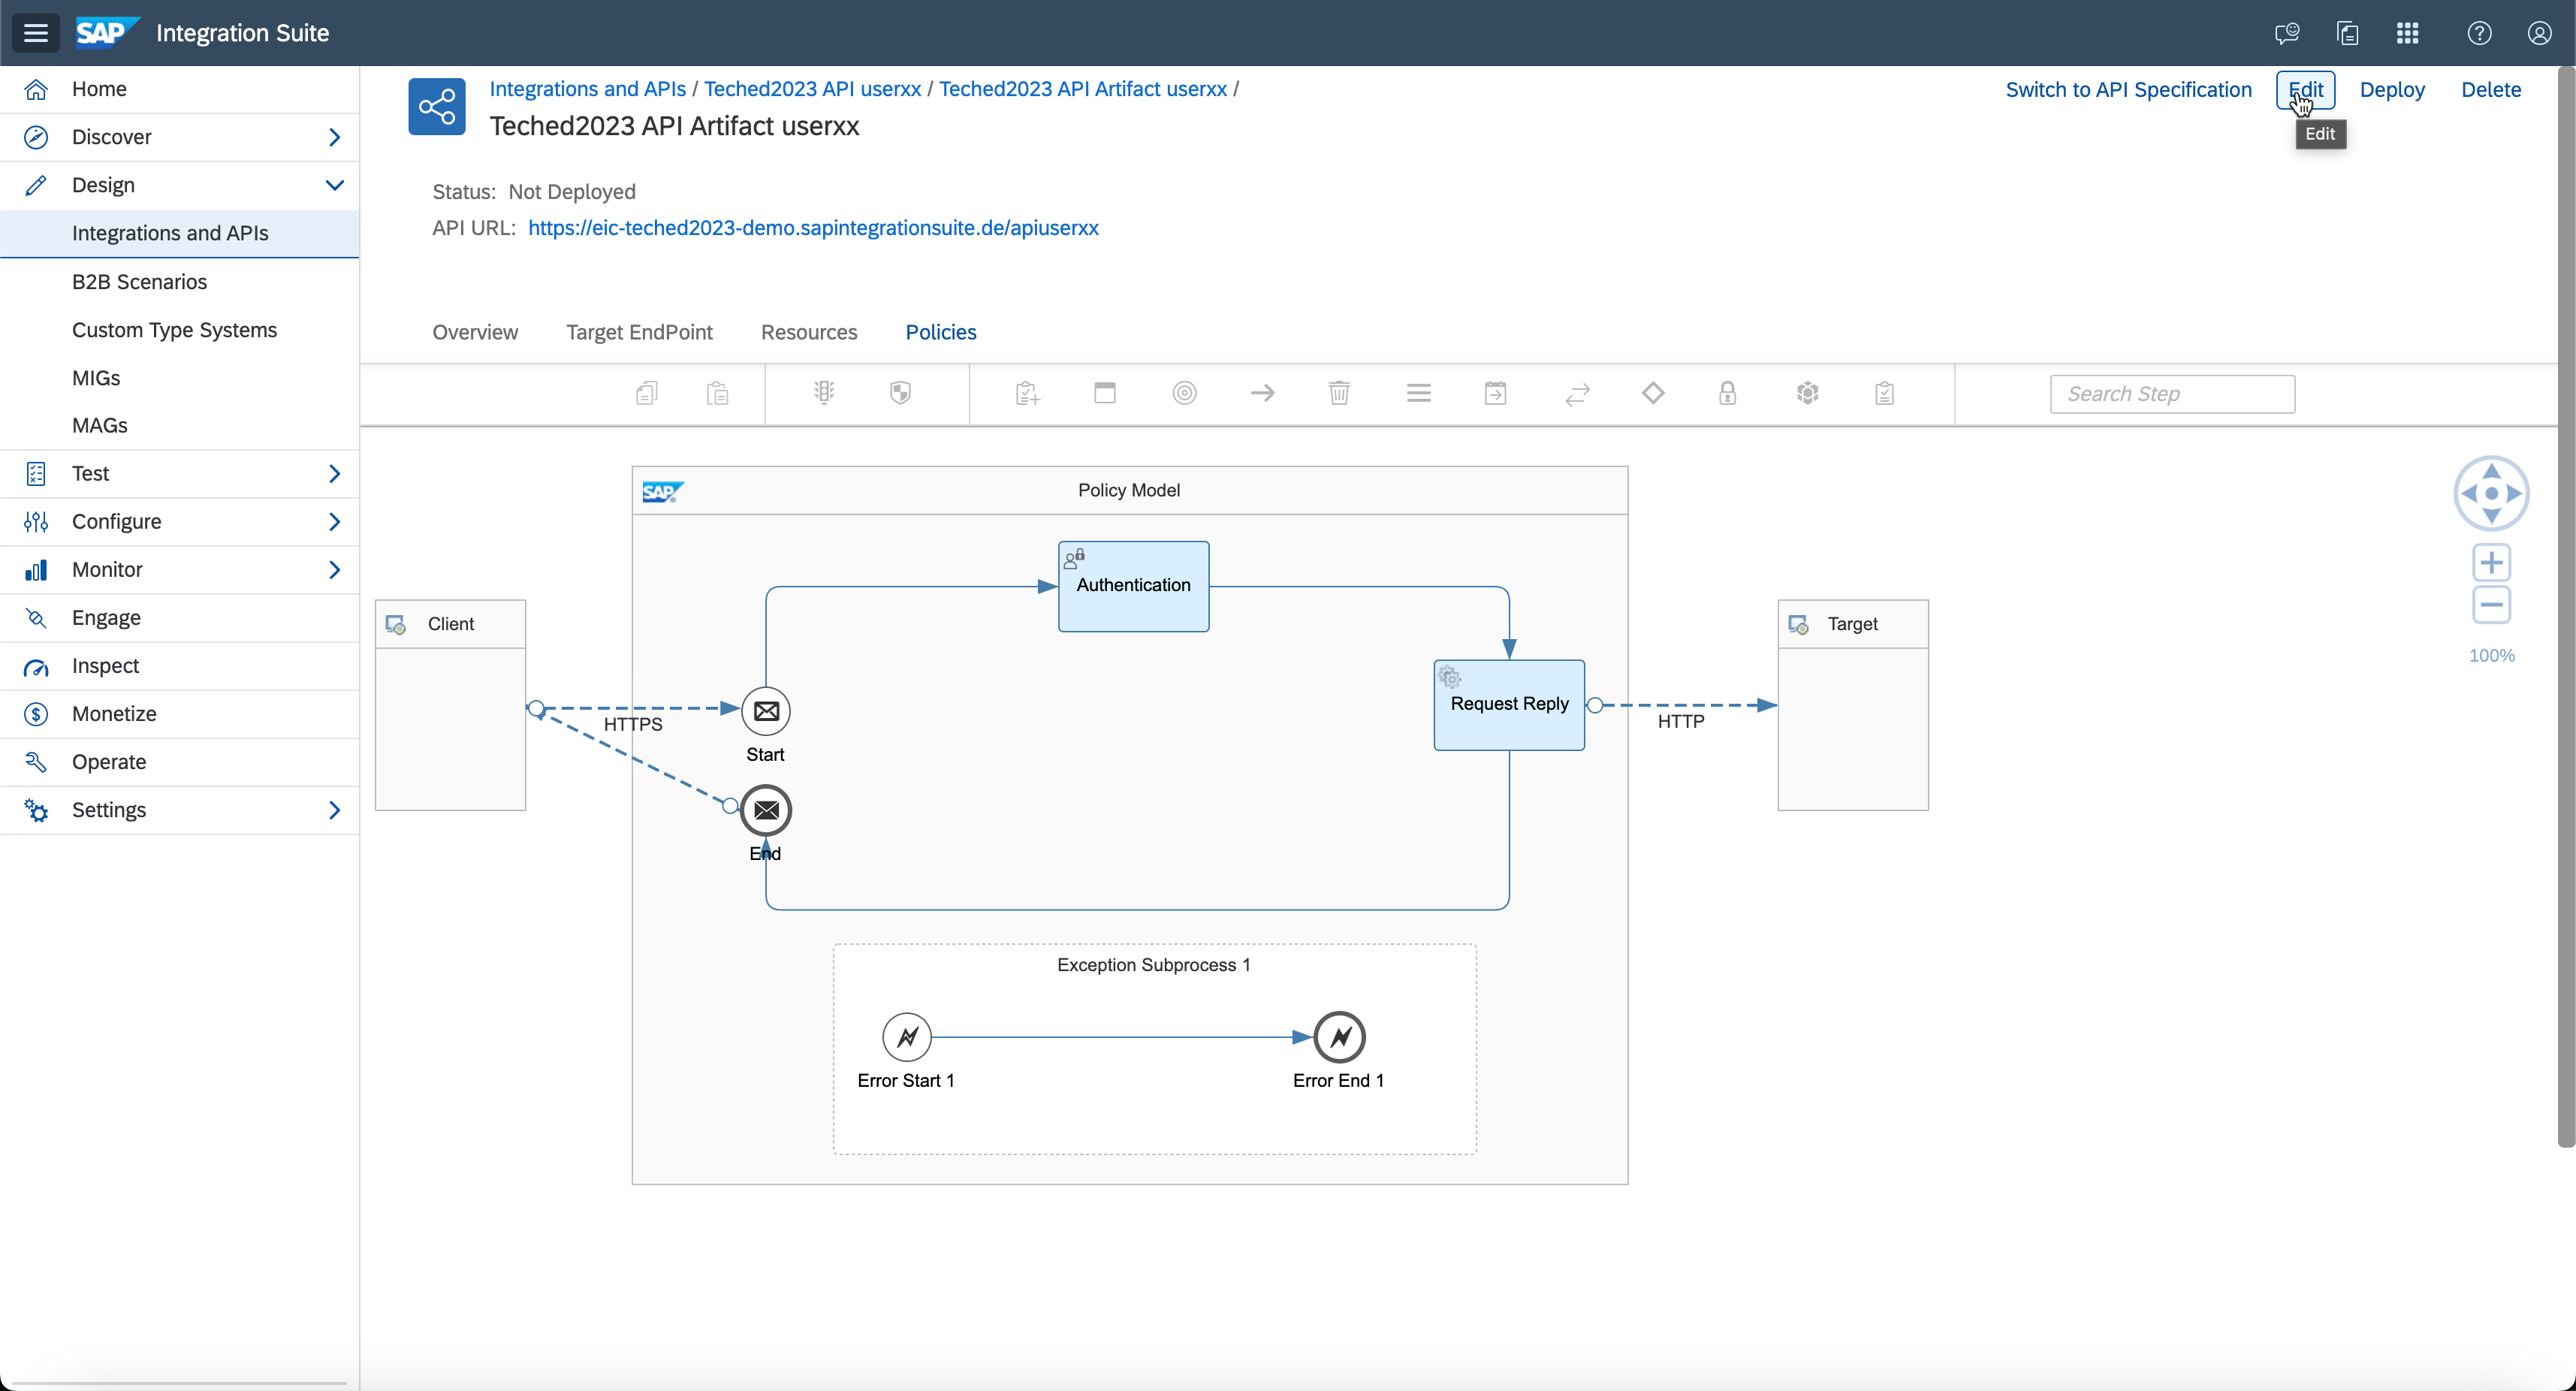 SAP Integration Suite
Home
Discover
Design
Integrations and APIs
B2B Scenarios
Custom Type Systems
MIGs
MAGs
Test
Configure
Monitor
Engage
Inspect
Monetize
Operate
Settings
Integrations and APIs / Teched2023 API userxx / Teched2023 API Artifact userxx /
Teched2023 API Artifact userxx
Switch to API Specification Edit Deploy Delete
Edit
Status: Not Deployed
API URL: https://eic-teched2023-demo.sapintegrationsuite.de/apiuserxx
Overview Target EndPoint Resources Policies
Search Step
SAP Policy Model
Authentication
Client
Request Reply
Target
HTTPS
HTTP
Start
End
Exception Subprocess 1
Error Start 1
Error End 1
100%